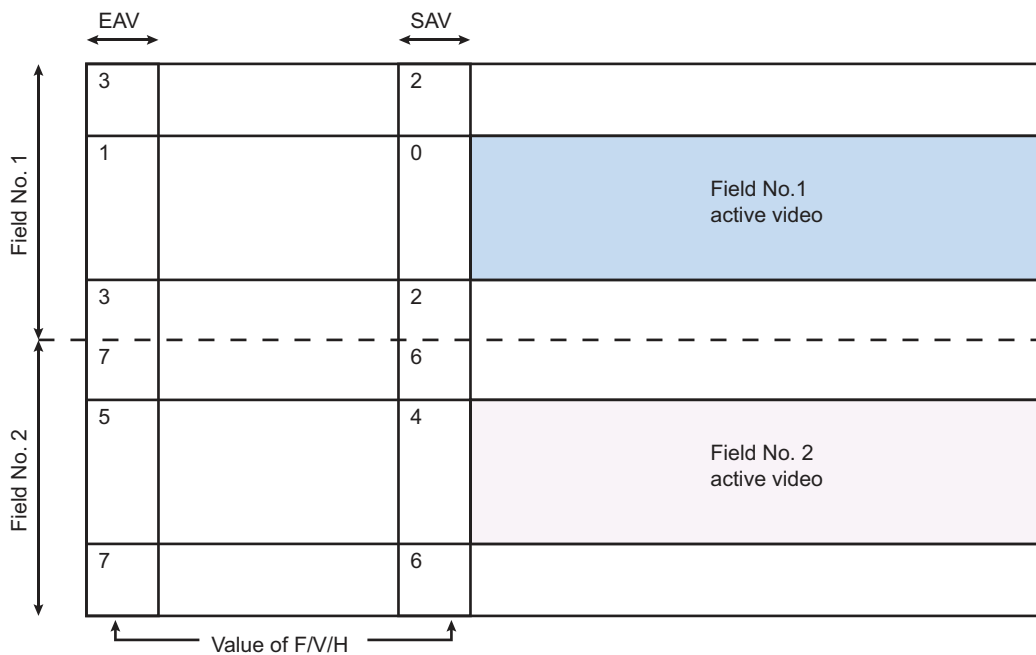 EAV
SAV
3
2
1
0
Field No.1
active video
3
2
7
6
5
4
Field No. 2
active video
7
6
Field No. 1
Field No. 2
Value of F/V/H